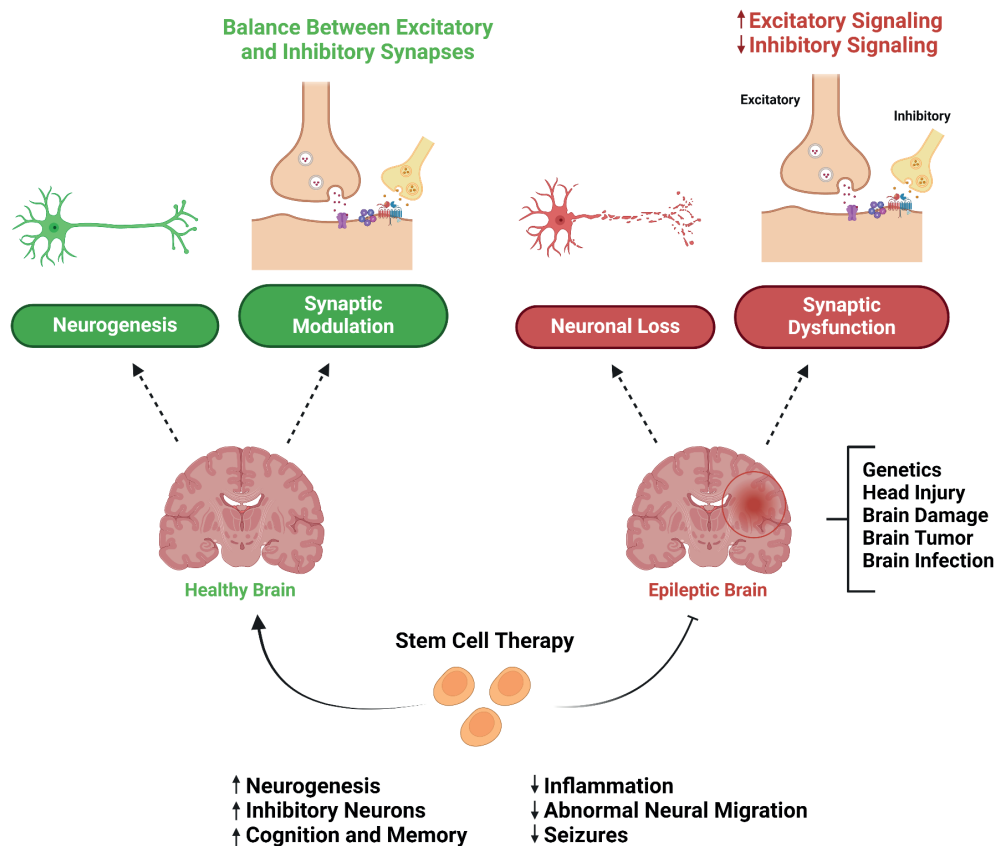 Balance Between Excitatory
and Inhibitory Synapses
↑ Excitatory Signaling
↓ Inhibitory Signaling
Excitatory
Inhibitory
Neurogenesis
Synaptic
Modulation
Neuronal Loss
Synaptic
Dysfunction
Healthy Brain
Epileptic Brain
Genetics
Head Injury
Brain Damage
Brain Tumor
Brain Infection
Stem Cell Therapy
↑ Neurogenesis
↑ Inhibitory Neurons
↑ Cognition and Memory
↓ Inflammation
↓ Abnormal Neural Migration
↓ Seizures